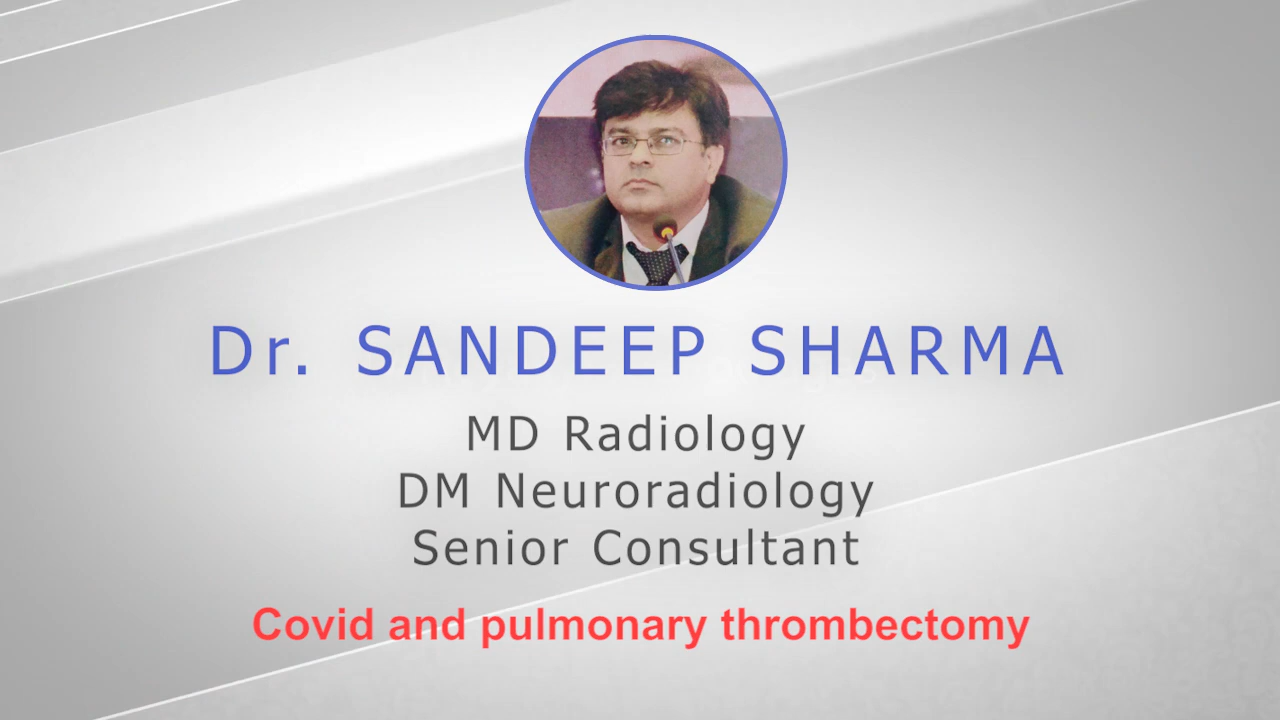 Dr. SANDEEP SHARMA
MD Radiology
DM Neuroradiology
Senior Consultant
Covid and pulmonary thrombectomy